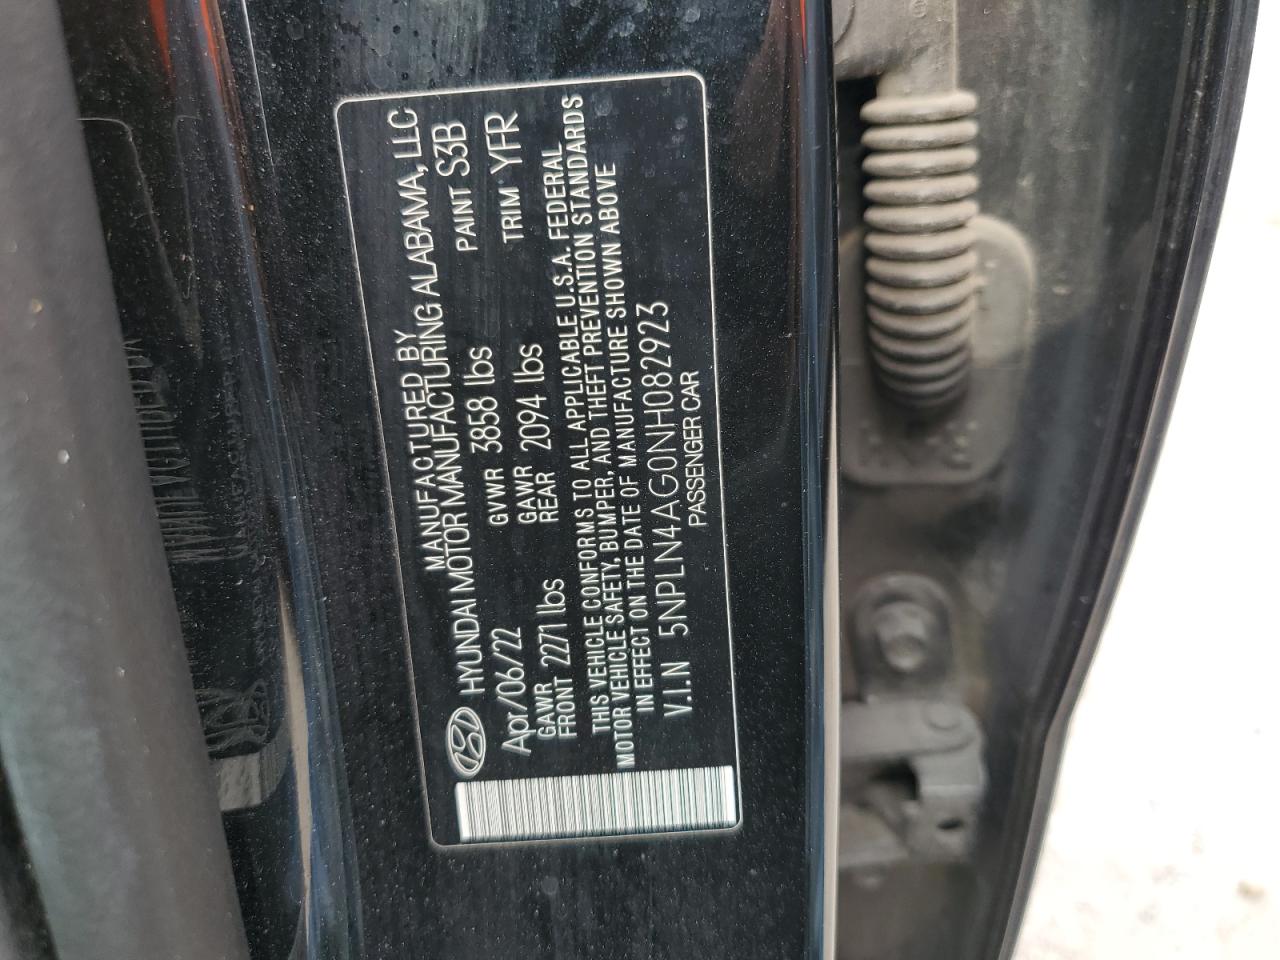 MANUFACTURED BY
HYUNDAI MOTOR MANUFACTURING ALABAMA, LLC
Apr/06/22 GVWR 3858 lbs PAINT S3B
GAWR FRONT 2271 lbs GAWR REAR 2094 lbs TRIM YFR
THIS VEHICLE CONFORMS TO ALL APPLICABLE U.S.A. FEDERAL
MOTOR VEHICLE SAFETY, BUMPER, AND THEFT PREVENTION STANDARDS
IN EFFECT ON THE DATE OF MANUFACTURE SHOWN ABOVE
V.I.N 5NPLN4AG0NH082923
PASSENGER CAR